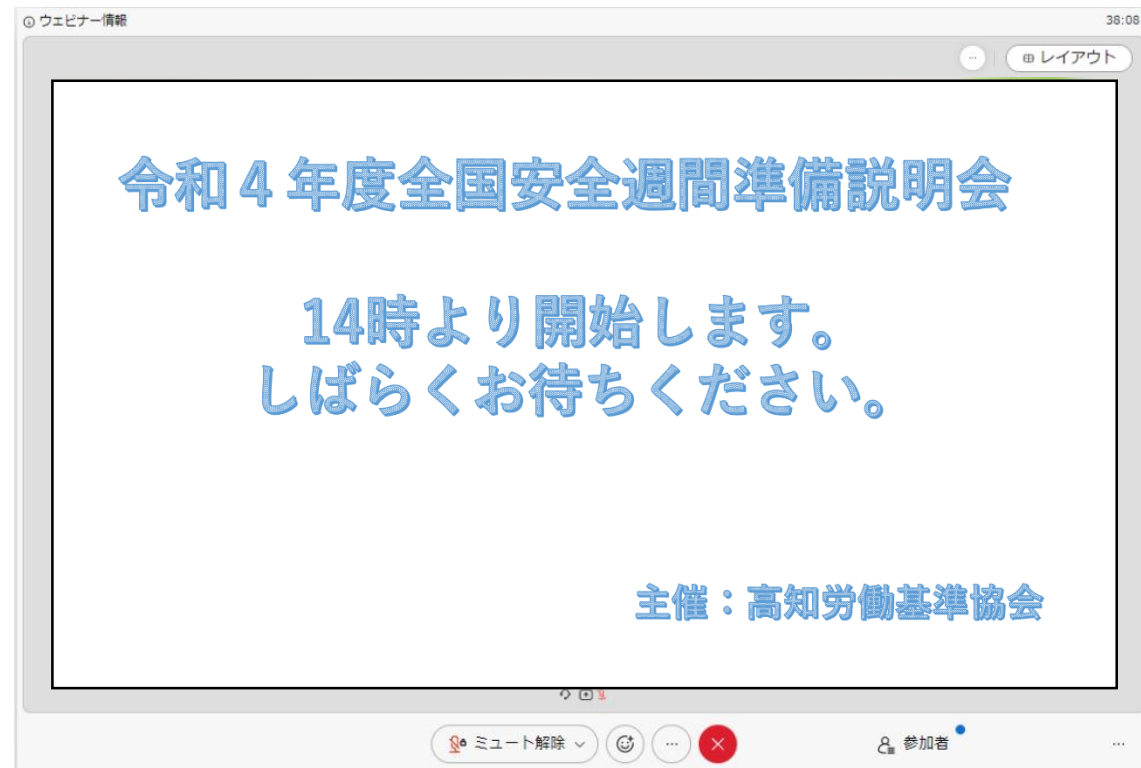 ウェビナー情報
38:08
レイアウト
令和４年度全国安全週間準備説明会
14時より開始します。
しばらくお待ちください。
主催：高知労働基準協会
ミュート解除
参加者